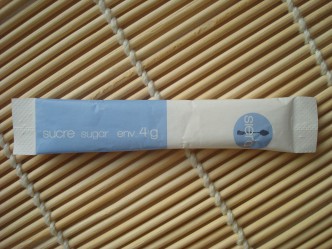 sucre sugar env. 4 g